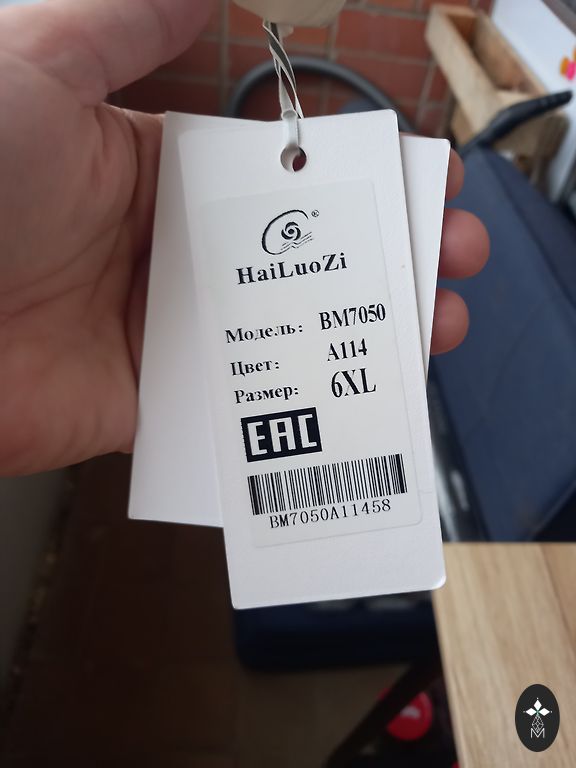 ®
HaiLuoZi
Модель: BM7050
Цвет: A114
Размер: 6XL
EAC
BM7050A11458
M